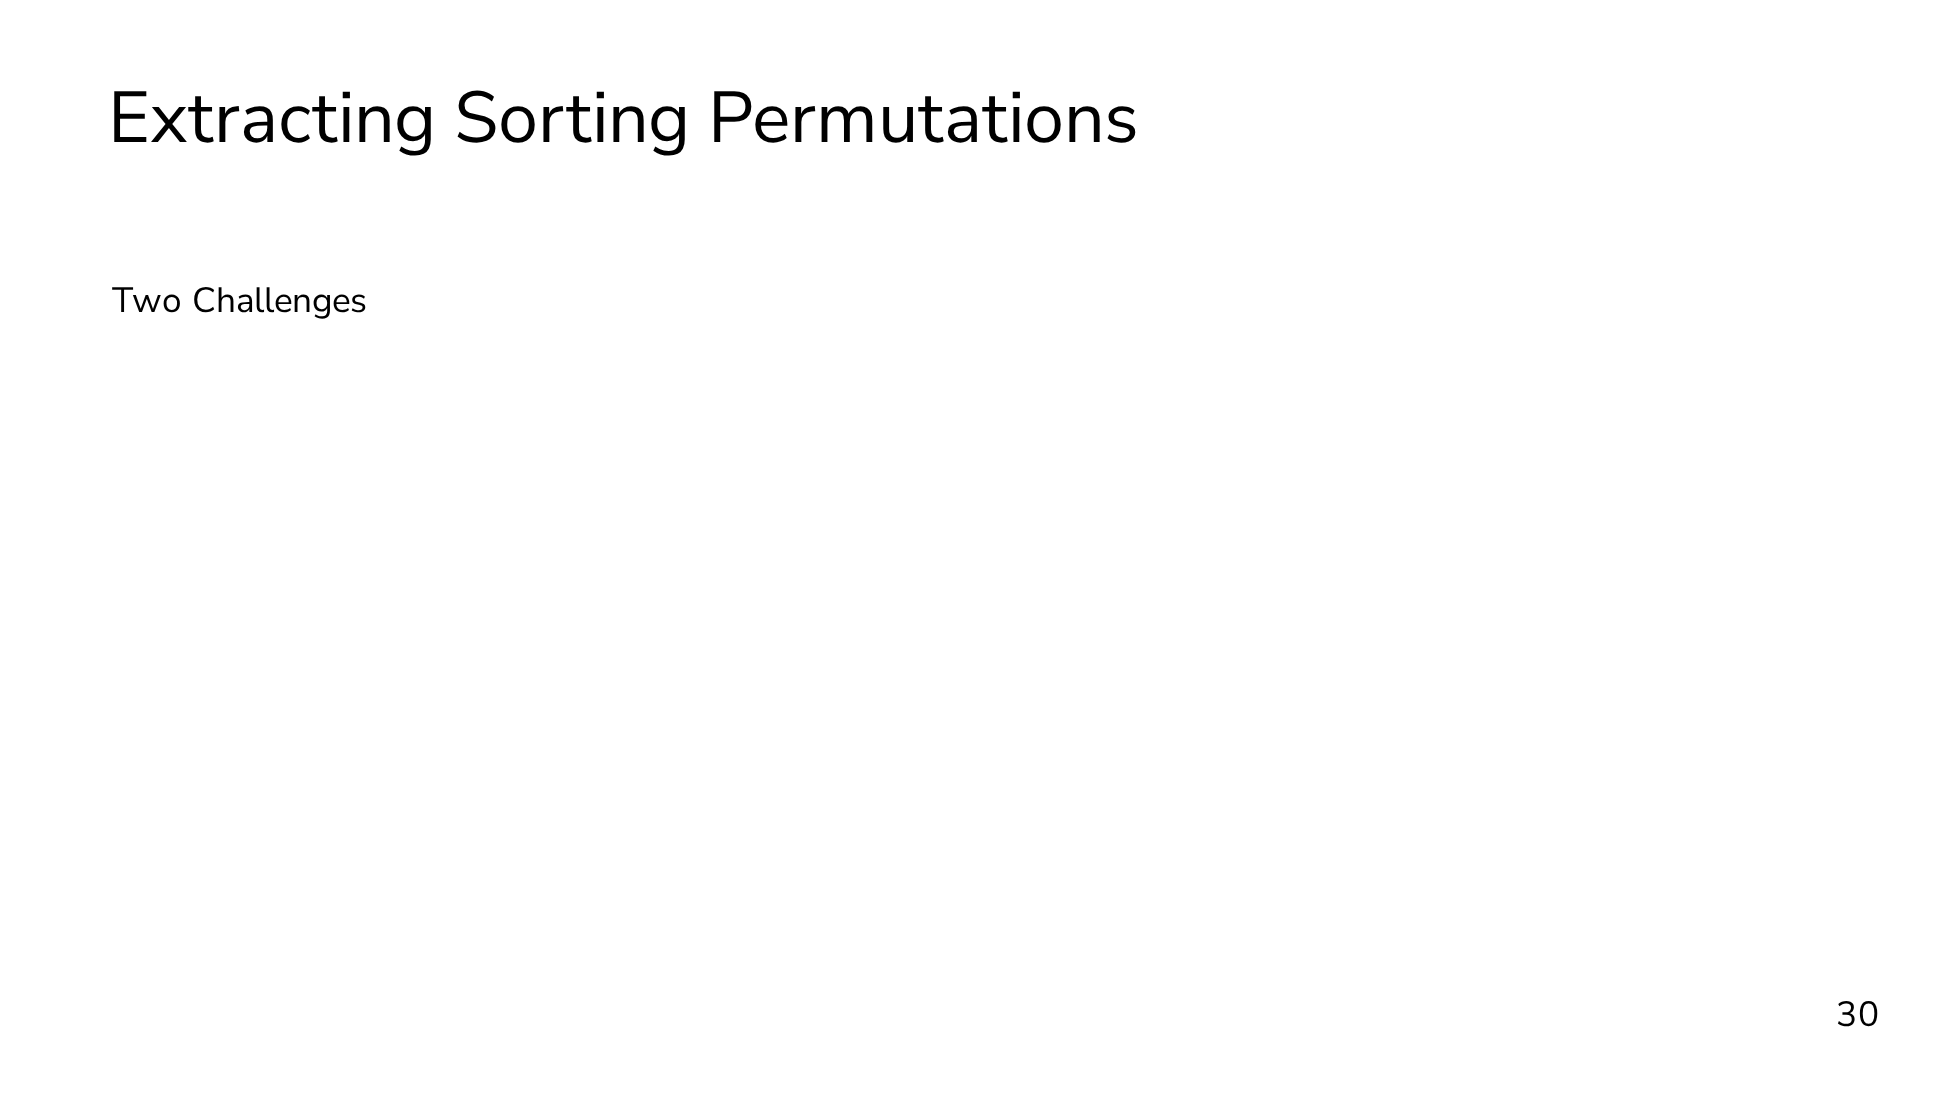 Extracting Sorting Permutations
Two Challenges
30